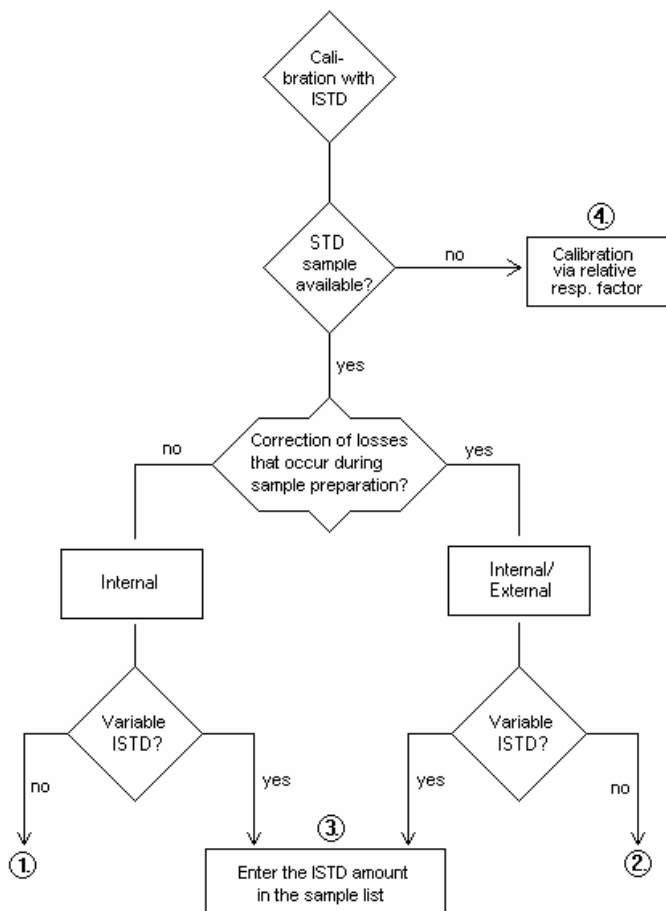 Cali-
bration with
ISTD
STD
sample
available?
no
4.
Calibration
via relative
resp. factor
yes
no
Correction of losses
that occur during
sample preparation?
yes
Internal
Internal/
External
Variable
ISTD?
Variable
ISTD?
no
yes
yes
no
1.
3.
2.
Enter the ISTD amount
in the sample list